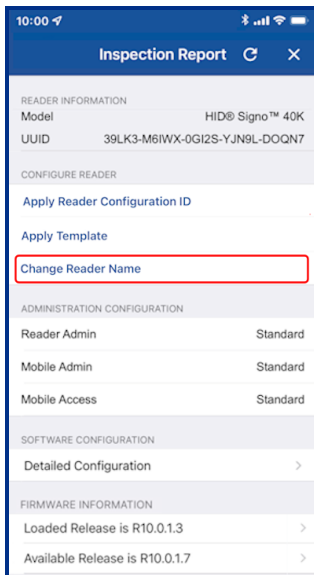 10:00
Inspection Report
READER INFORMATION
Model HID® Signo™ 40K
UUID 39LK3-M6IWX-0GI2S-YJN9L-DOQN7
CONFIGURE READER
Apply Reader Configuration ID
Apply Template
Change Reader Name
ADMINISTRATION CONFIGURATION
Reader Admin Standard
Mobile Admin Standard
Mobile Access Standard
SOFTWARE CONFIGURATION
Detailed Configuration
FIRMWARE INFORMATION
Loaded Release is R10.0.1.3
Available Release is R10.0.1.7